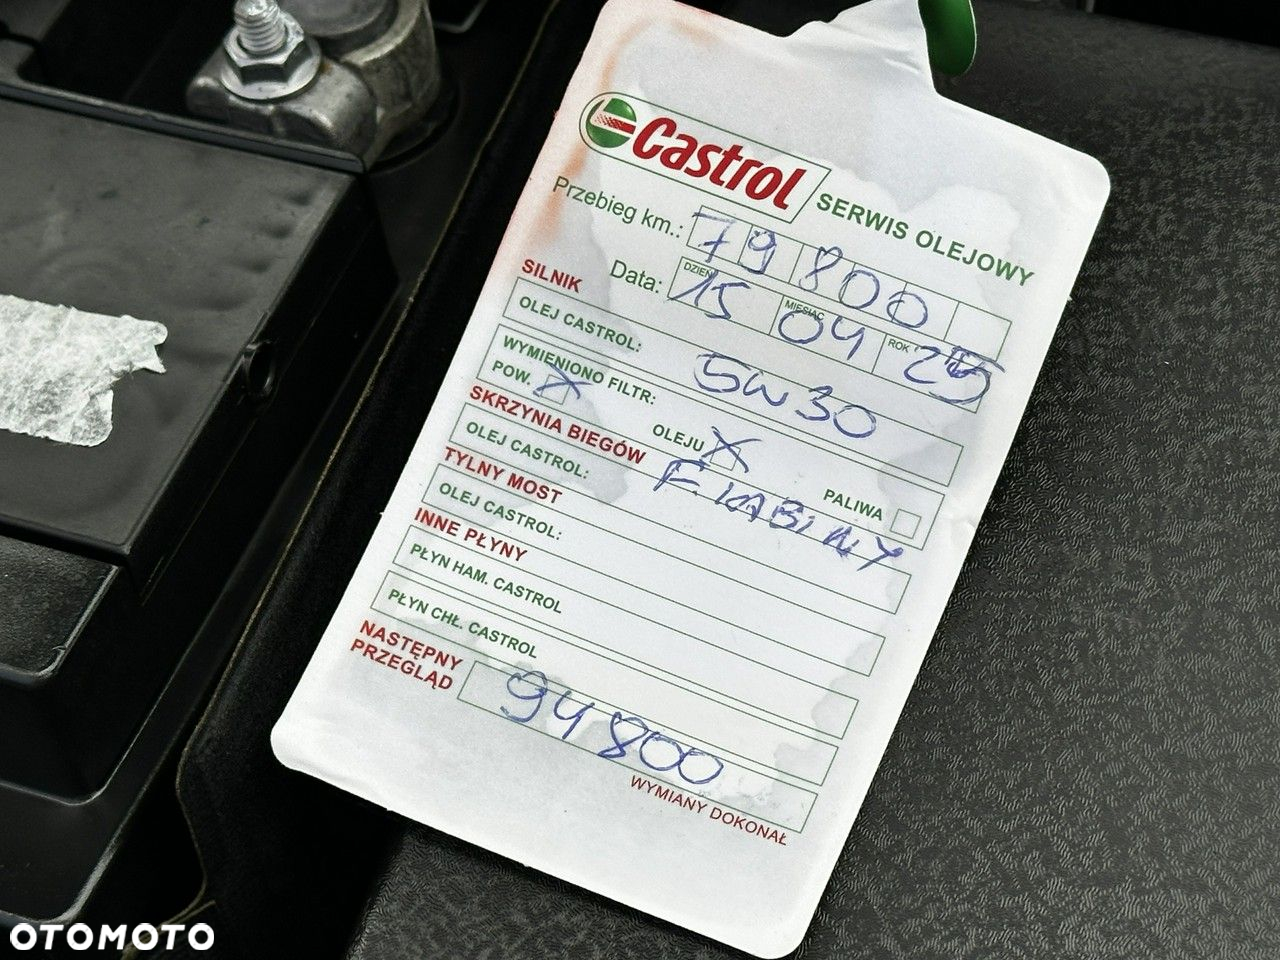 Castrol SERWIS OLEJOWY
Przebieg km.: 79 800
DZIEŃ MIESIĄC ROK
Data: 15 04 25
SILNIK
OLEJ CASTROL: 5W30
WYMIENIONO FILTR:
POW. X OLEJU X PALIWA
SKRZYNIA BIEGÓW F. KABINY
OLEJ CASTROL:
TYLNY MOST
OLEJ CASTROL:
INNE PŁYNY
PŁYN HAM. CASTROL
PŁYN CHŁ. CASTROL
NASTĘPNY
PRZEGLĄD 94 800
WYMIANY DOKONAŁ
OTOMOTO